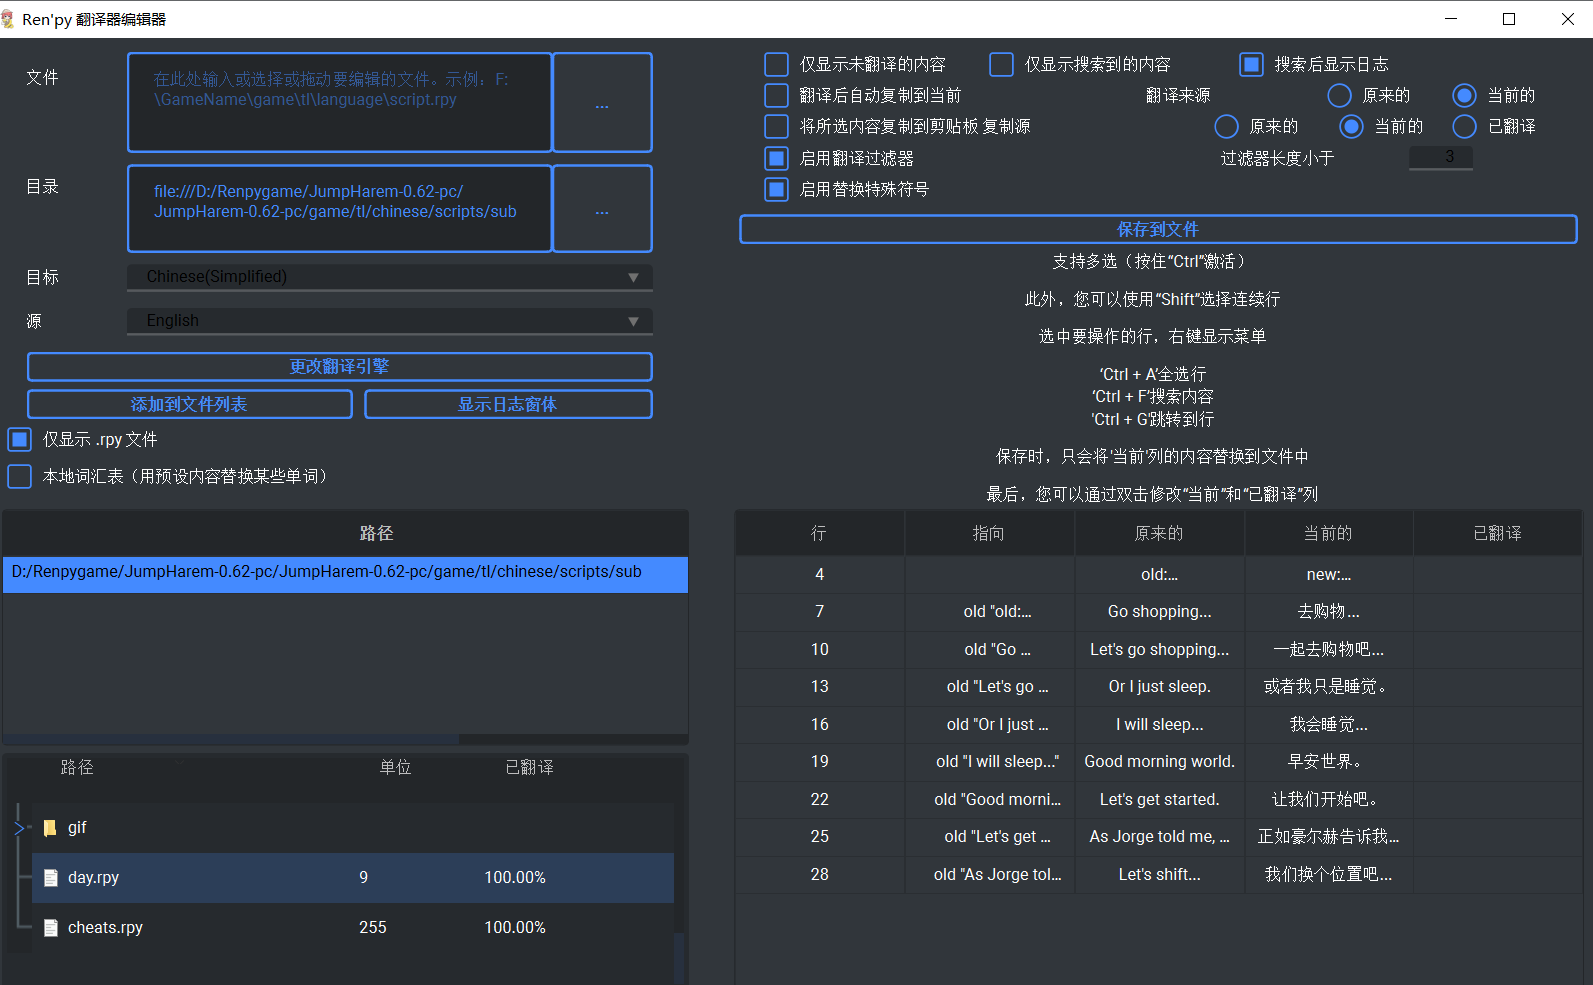 Ren'py 翻译器编辑器
文件
在此处输入或选择或拖动要编辑的文件。示例：F:
\GameName\game\tl\language\script.rpy
...
目录
file:///D:/Renpygame/JumpHarem-0.62-pc/
JumpHarem-0.62-pc/game/tl/chinese/scripts/sub
...
目标
Chinese(Simplified)
源
English
更改翻译引擎
添加到文件列表
显示日志窗体
仅显示 .rpy 文件
本地词汇表（用预设内容替换某些单词）
路径
D:/Renpygame/JumpHarem-0.62-pc/JumpHarem-0.62-pc/game/tl/chinese/scripts/sub
路径 单位 已翻译
gif
day.rpy 9 100.00%
cheats.rpy 255 100.00%
仅显示未翻译的内容 仅显示搜索到的内容 搜索后显示日志
翻译后自动复制到当前 翻译来源 原来的 当前的
将所选内容复制到剪贴板 复制源 原来的 当前的 已翻译
启用翻译过滤器 过滤器长度小于 3
启用替换特殊符号
保存到文件
支持多选（按住“Ctrl”激活）
此外，您可以使用“Shift”选择连续行
选中要操作的行，右键显示菜单
‘Ctrl + A’全选行
‘Ctrl + F’搜索内容
'Ctrl + G'跳转到行
保存时，只会将'当前'列的内容替换到文件中
最后，您可以通过双击修改“当前”和“已翻译”列
行 指向 原来的 当前的 已翻译
4 old:... new:...
7 old "old:... Go shopping... 去购物...
10 old "Go ... Let's go shopping... 一起去购物吧...
13 old "Let's go ... Or I just sleep. 或者我只是睡觉。
16 old "Or I just ... I will sleep... 我会睡觉...
19 old "I will sleep..." Good morning world. 早安世界。
22 old "Good morni... Let's get started. 让我们开始吧。
25 old "Let's get ... As Jorge told me, ... 正如豪尔赫告诉我...
28 old "As Jorge tol... Let's shift... 我们换个位置吧...